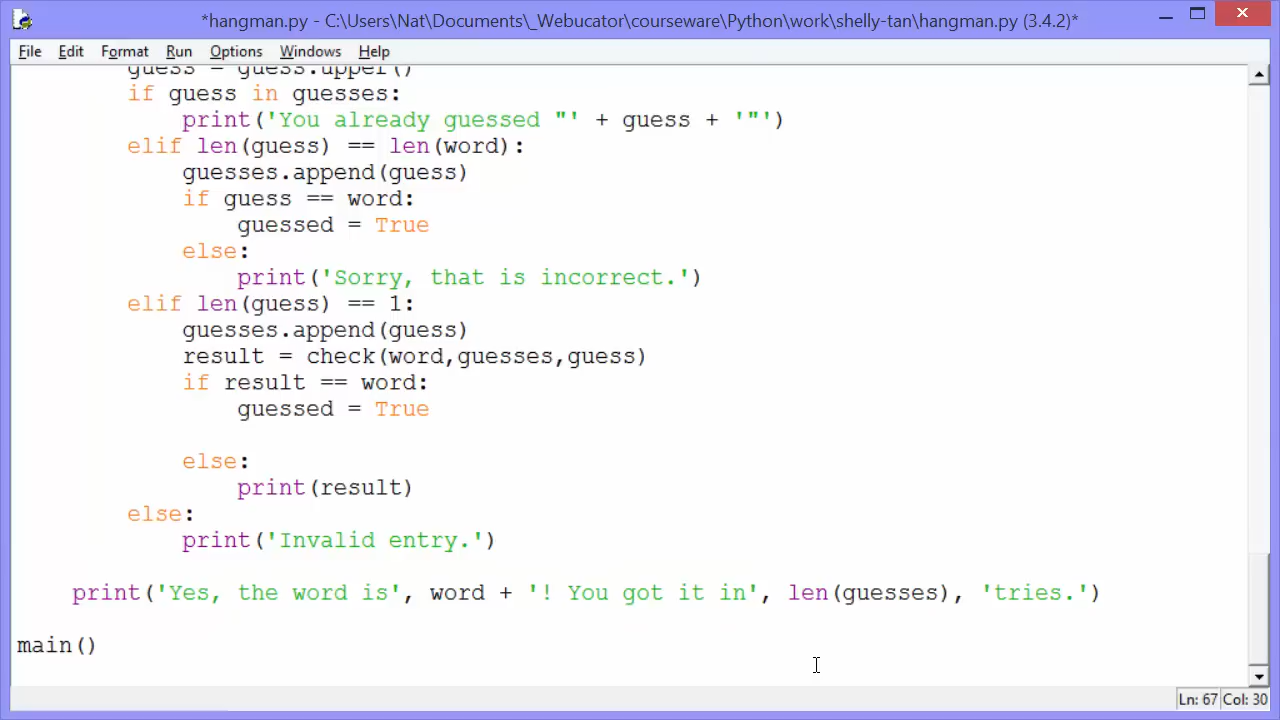 *hangman.py - C:\Users\Nat\Documents\_Webucator\courseware\Python\work\shelly-tan\hangman.py (3.4.2)*
File Edit Format Run Options Windows Help
        guess = guess.upper()
        if guess in guesses:
            print('You already guessed "' + guess + '"')
        elif len(guess) == len(word):
            guesses.append(guess)
            if guess == word:
                guessed = True
            else:
                print('Sorry, that is incorrect.')
        elif len(guess) == 1:
            guesses.append(guess)
            result = check(word,guesses,guess)
            if result == word:
                guessed = True
            else:
                print(result)
        else:
            print('Invalid entry.')
    print('Yes, the word is', word + '! You got it in', len(guesses), 'tries.')
main()
Ln: 67 Col: 30